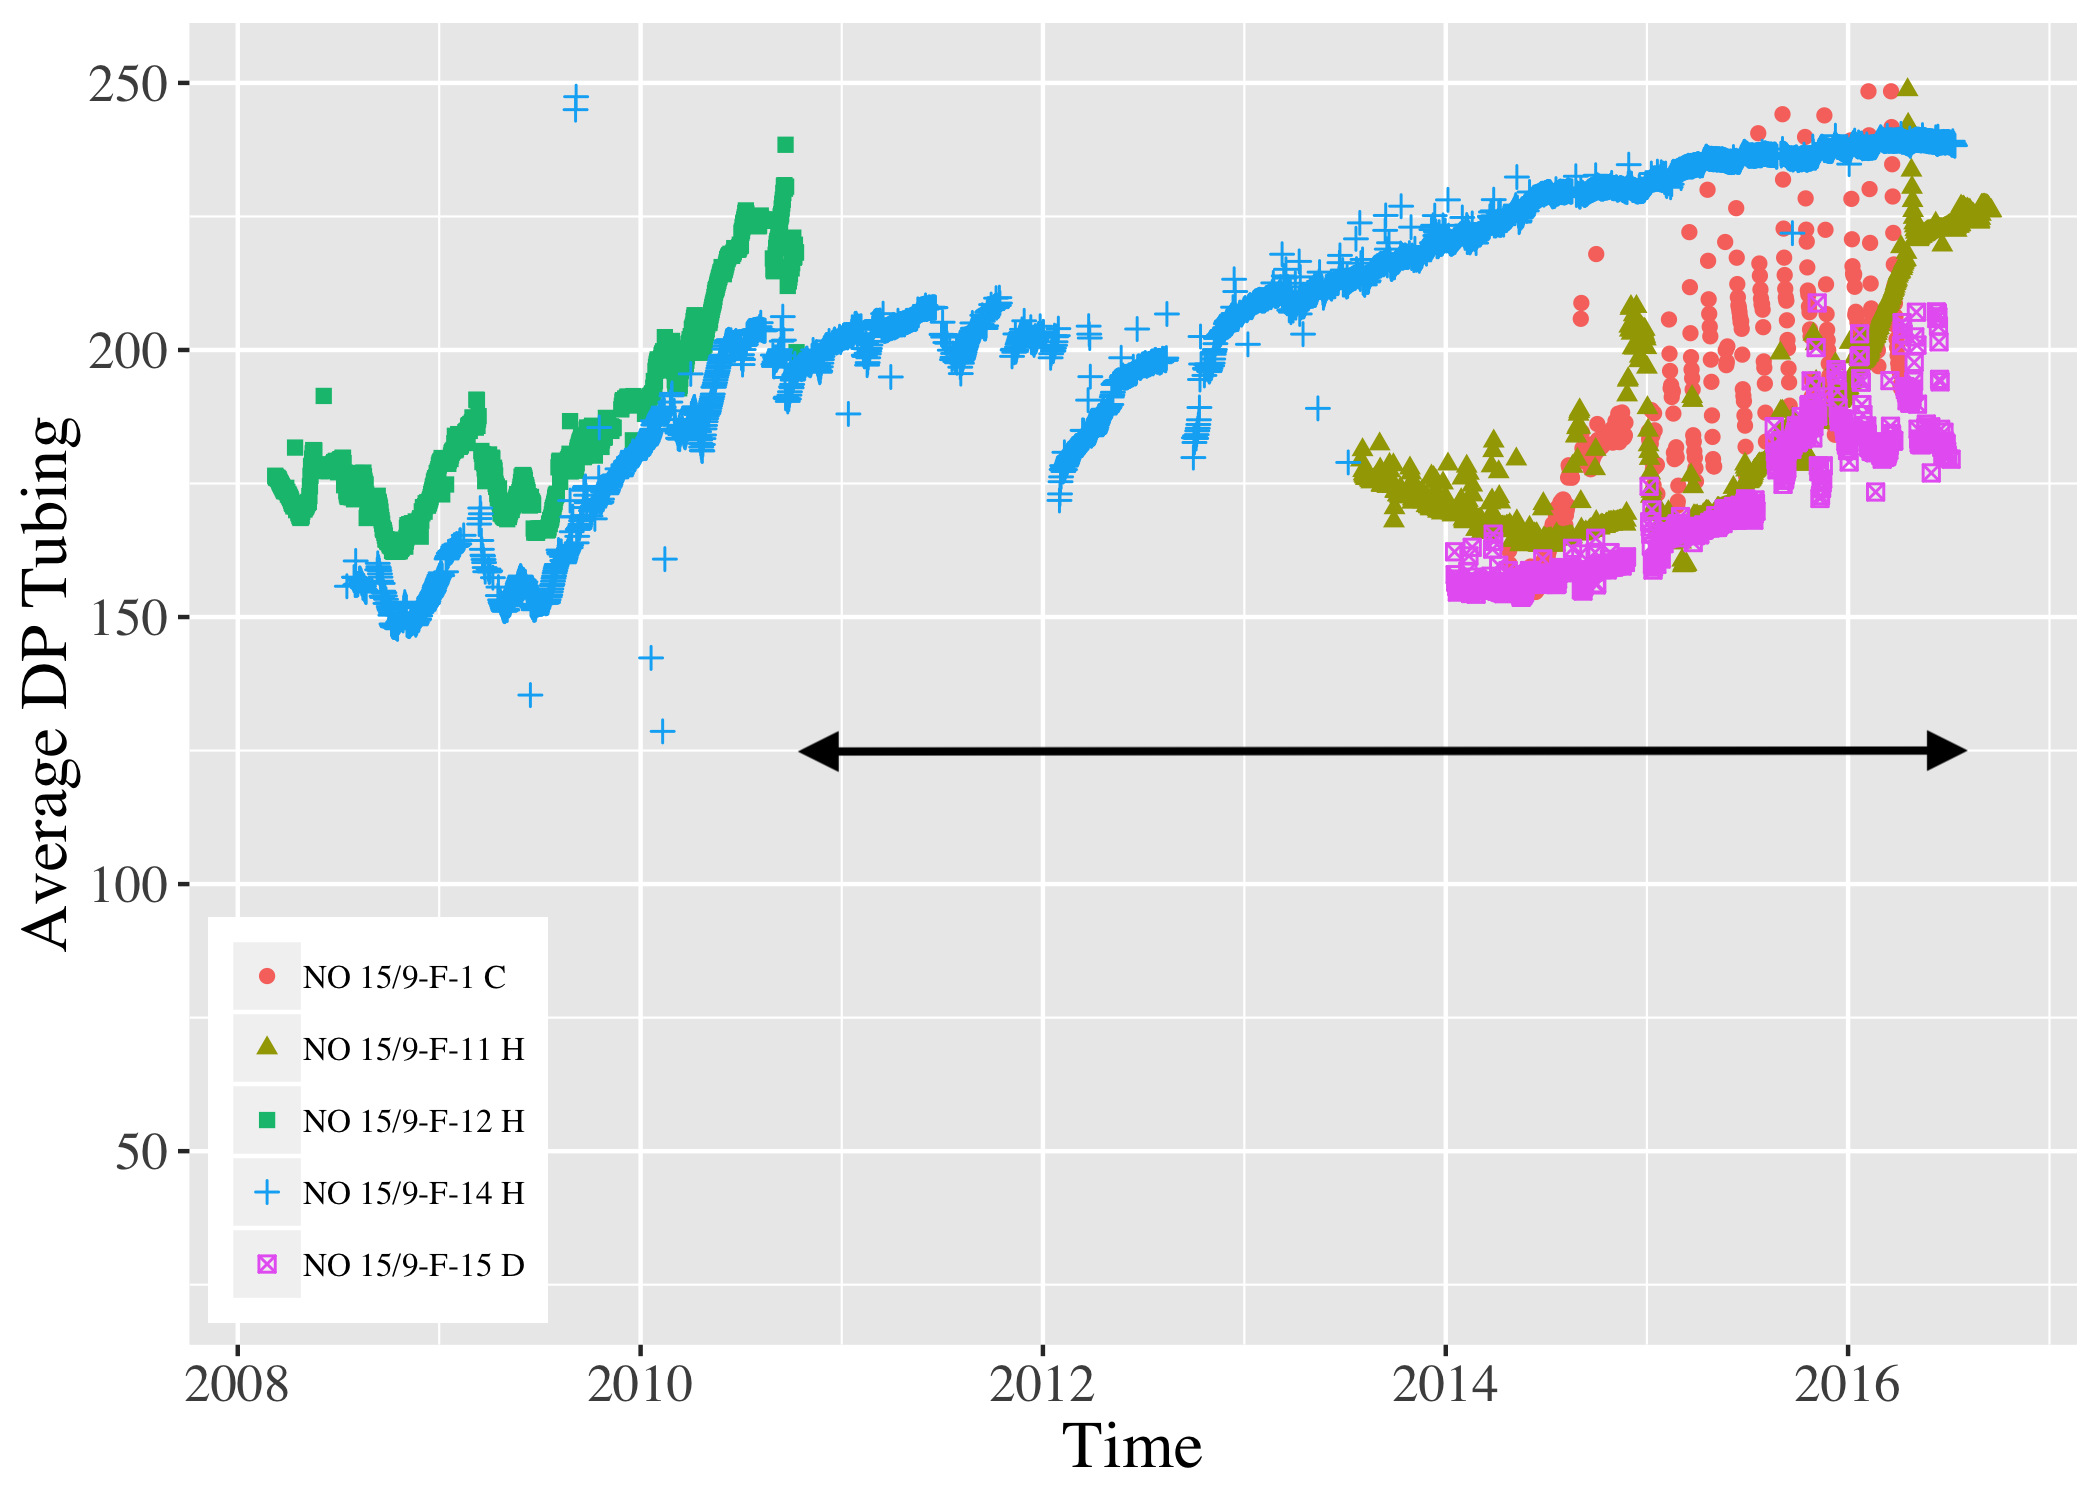 Average DP Tubing
250
200
150
100
50
NO 15/9-F-1 C
NO 15/9-F-11 H
NO 15/9-F-12 H
NO 15/9-F-14 H
NO 15/9-F-15 D
2008 2010 2012 2014 2016
Time